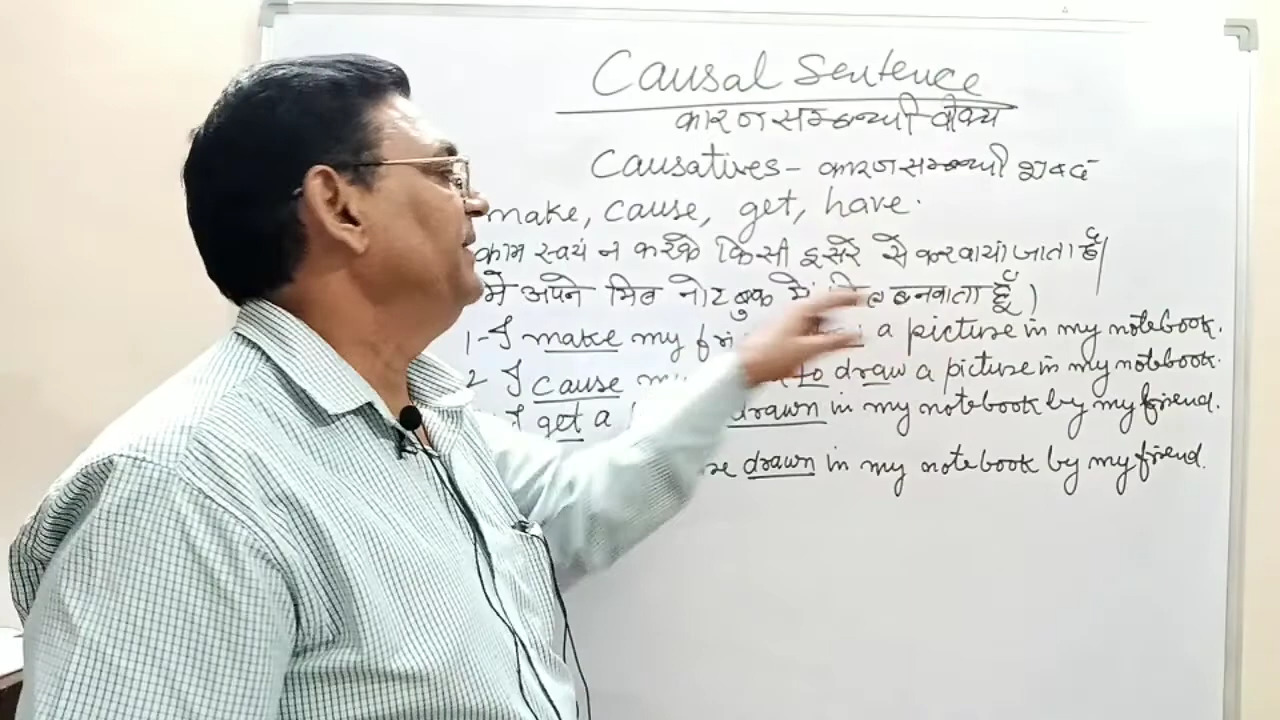 Causal Sentence
कारण सम्बन्धी वाक्य
Causatives - कारण सम्बन्धी शब्द
make, cause, get, have.
काम स्वयं न करके किसी दूसरे से करवाया जाता है|
मैं अपने मित्र नोटबुक में बनवाता हूँ)
1- I make my a picture in my notebook.
2 I cause to draw a picture in my notebook.
I get a drawn in my notebook by my friend.
drawn in my notebook by my friend.